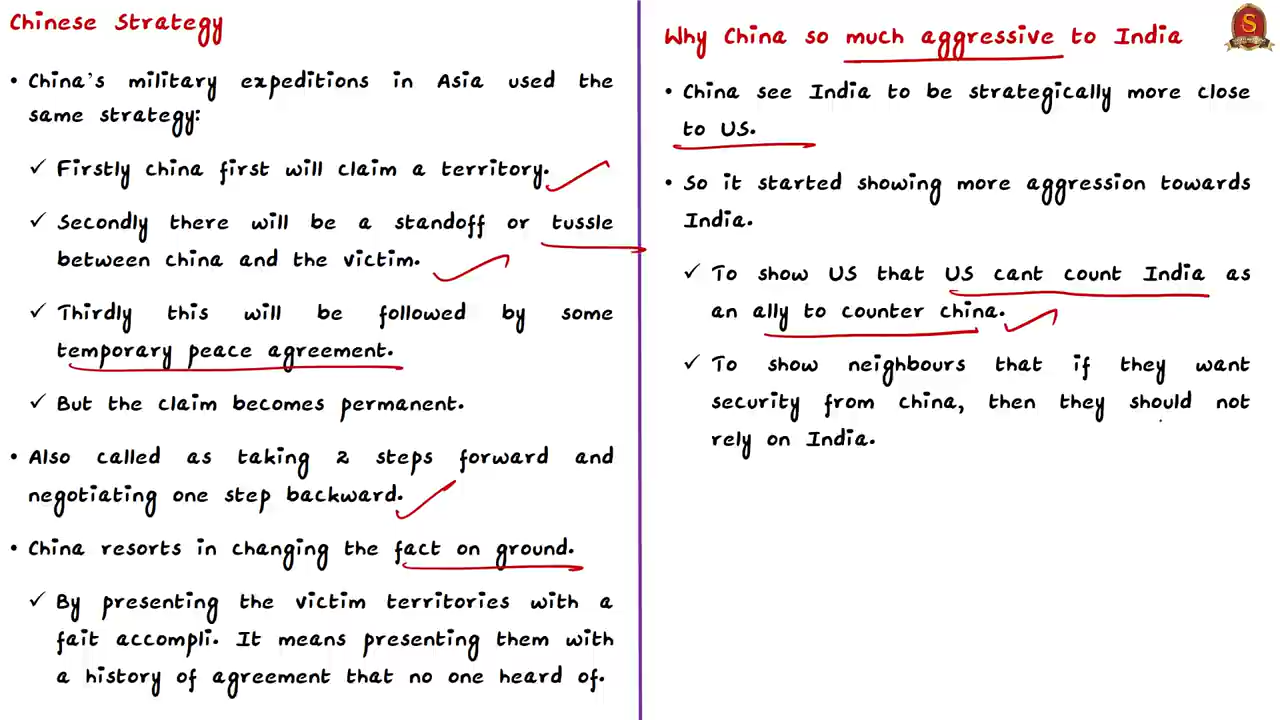 Chinese Strategy
• China's military expeditions in Asia used the
same strategy:
✓ Firstly china first will claim a territory.
✓ Secondly there will be a standoff or tussle
between china and the victim.
✓ Thirdly this will be followed by some
temporary peace agreement.
✓ But the claim becomes permanent.
• Also called as taking 2 steps forward and
negotiating one step backward.
• China resorts in changing the fact on ground.
✓ By presenting the victim territories with a
fait accompli. It means presenting them with
a history of agreement that no one heard of.
Why China so much aggressive to India
• China see India to be strategically more close
to US.
• So it started showing more aggression towards
India.
✓ To show US that US cant count India as
an ally to counter china.
✓ To show neighbours that if they want
security from china, then they should not
rely on India.
S